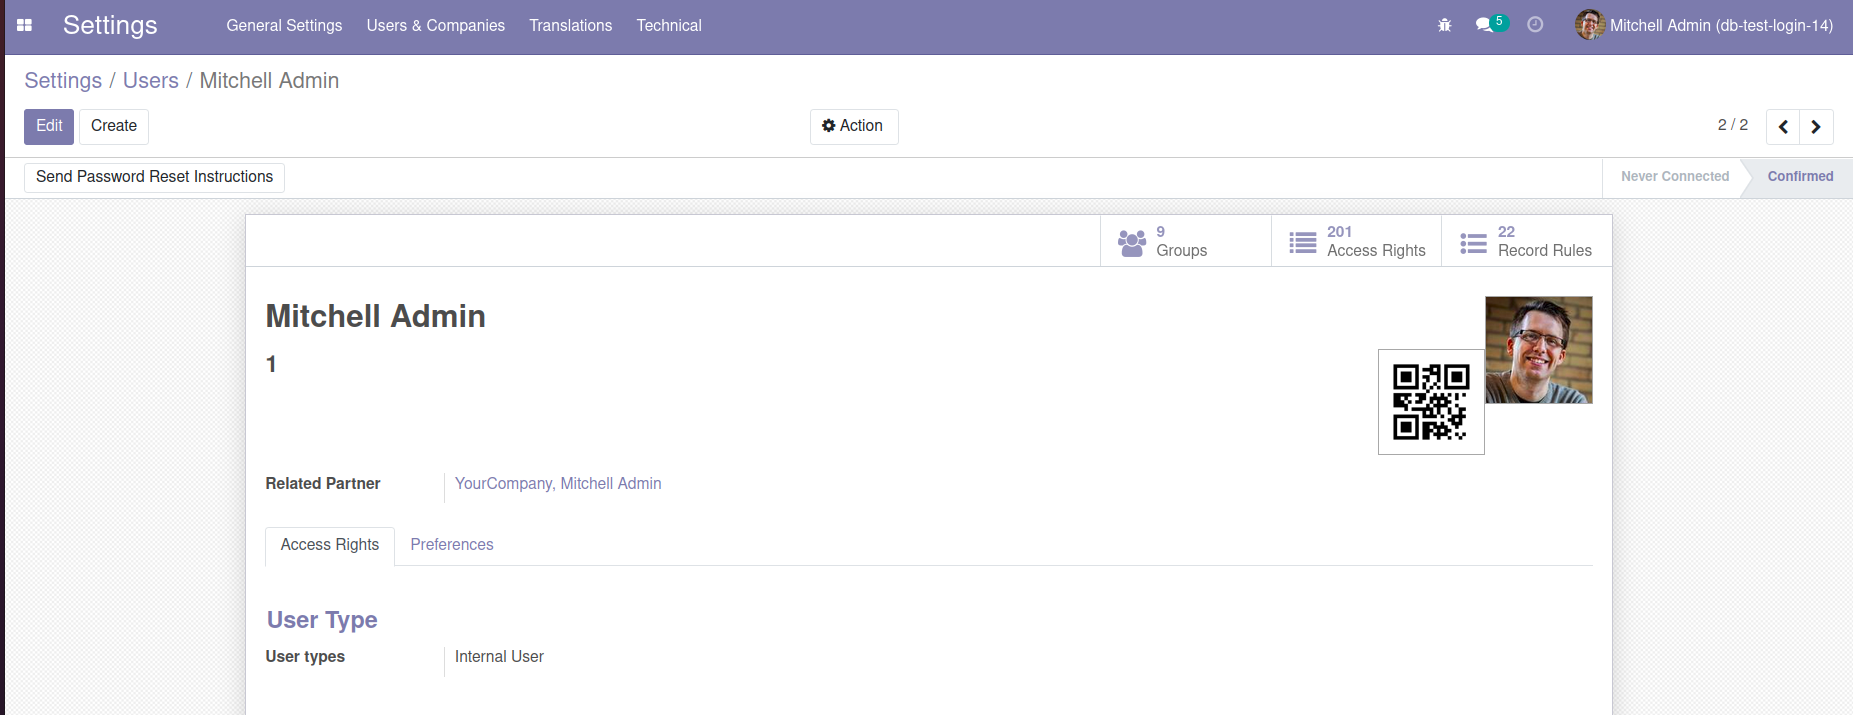 Settings General Settings Users & Companies Translations Technical 5 Mitchell Admin (db-test-login-14)
Settings / Users / Mitchell Admin
Edit Create Action 2 / 2
Send Password Reset Instructions Never Connected Confirmed
9 Groups 201 Access Rights 22 Record Rules
Mitchell Admin
1
Related Partner YourCompany, Mitchell Admin
Access Rights Preferences
User Type
User types Internal User